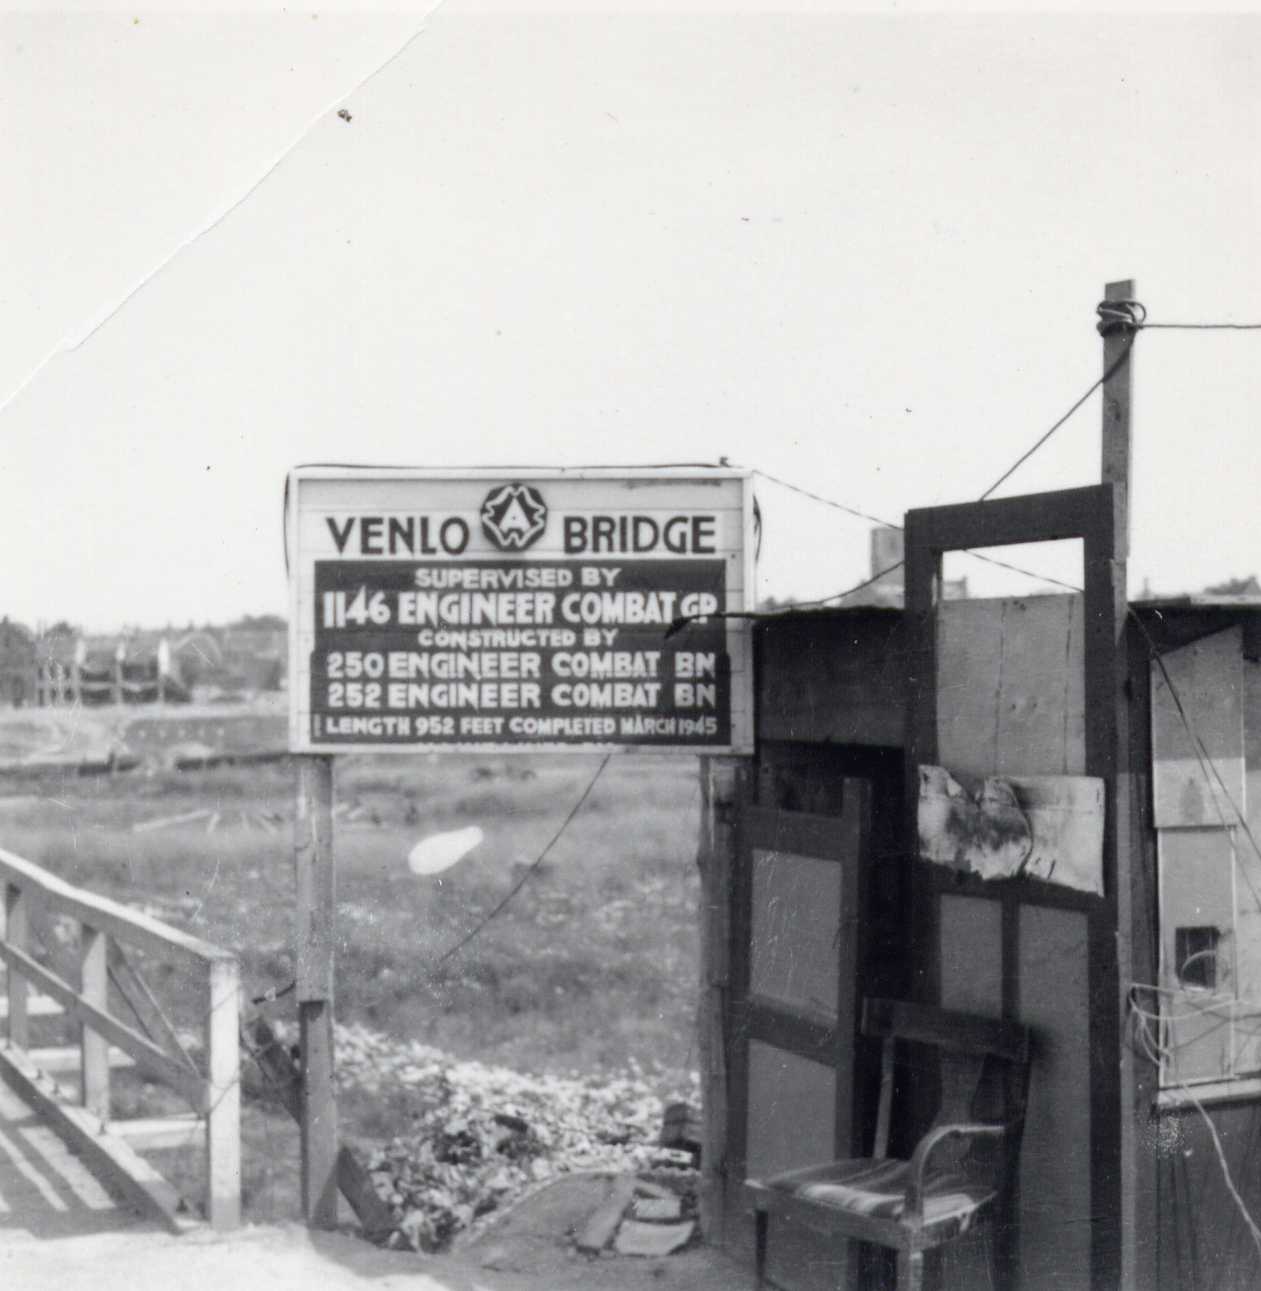 VENLO A BRIDGE
SUPERVISED BY
1146 ENGINEER COMBAT GP
CONSTRUCTED BY
250 ENGINEER COMBAT BN
252 ENGINEER COMBAT BN
LENGTH 952 FEET COMPLETED MARCH 1945